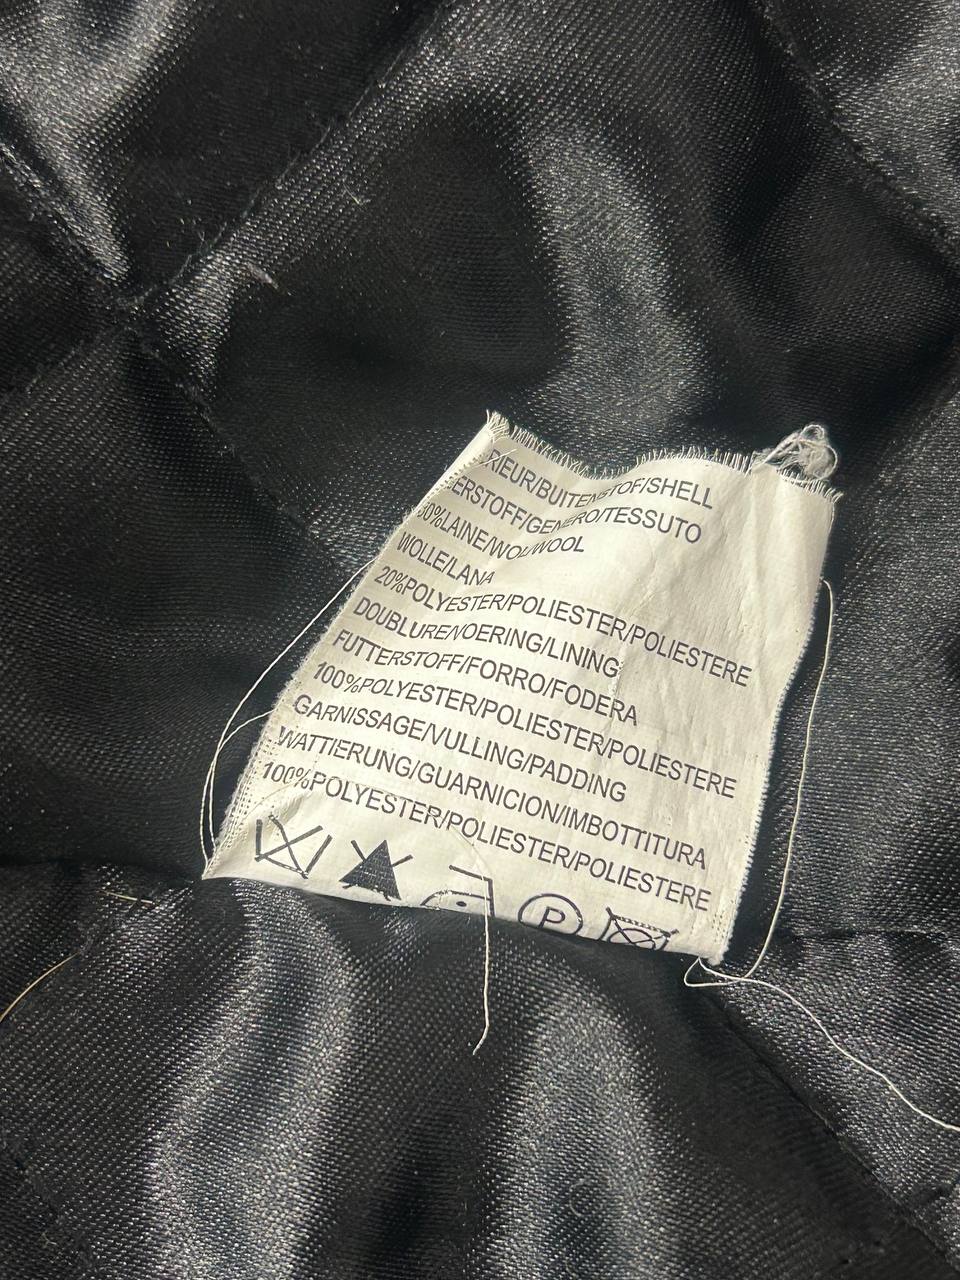 RIEUR/BUITENSTOF/SHELL
ERSTOFF/GENERO/TESSUTO
80%LAINE/WOL/WOOL
WOLLE/LANA
20%POLYESTER/POLIESTER/POLIESTERE
DOUBLURE/VOERING/LINING
FUTTERSTOFF/FORRO/FODERA
100%POLYESTER/POLIESTER/POLIESTERE
GARNISSAGE/VULLING/PADDING
WATTIERUNG/GUARNICION/IMBOTTITURA
100%POLYESTER/POLIESTER/POLIESTERE
P